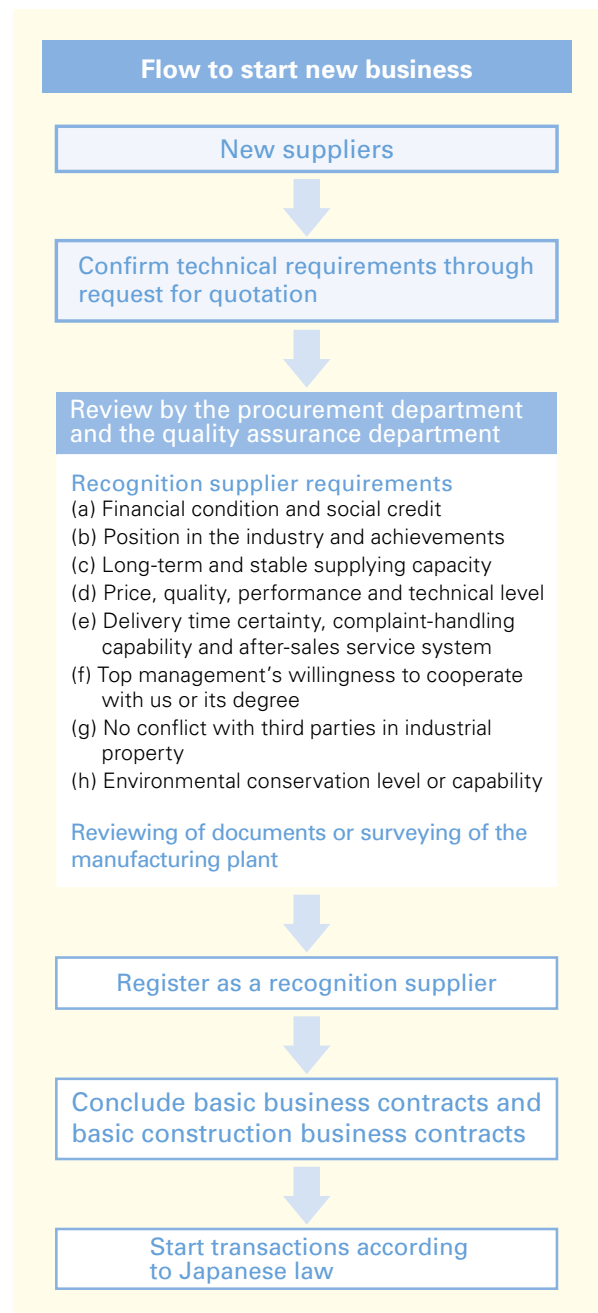 Flow to start new business
New suppliers
Confirm technical requirements through
request for quotation
Review by the procurement department
and the quality assurance department
Recognition supplier requirements
(a) Financial condition and social credit
(b) Position in the industry and achievements
(c) Long-term and stable supplying capacity
(d) Price, quality, performance and technical level
(e) Delivery time certainty, complaint-handling
capability and after-sales service system
(f) Top management’s willingness to cooperate
with us or its degree
(g) No conflict with third parties in industrial
property
(h) Environmental conservation level or capability
Reviewing of documents or surveying of the
manufacturing plant
Register as a recognition supplier
Conclude basic business contracts and
basic construction business contracts
Start transactions according
to Japanese law